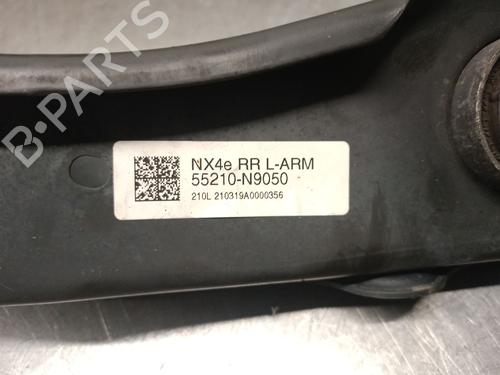 NX4e RR L-ARM
55210-N9050
210L 210319A0000356
B-PARTS